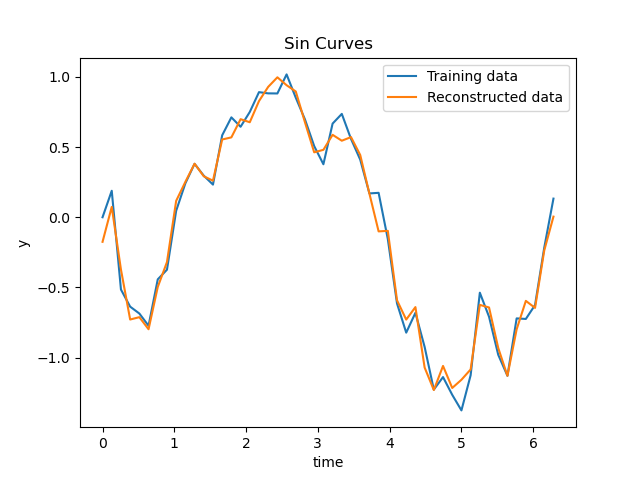 Sin Curves
Training data
Reconstructed data
1.0
0.5
0.0
−0.5
−1.0
y
0 1 2 3 4 5 6
time